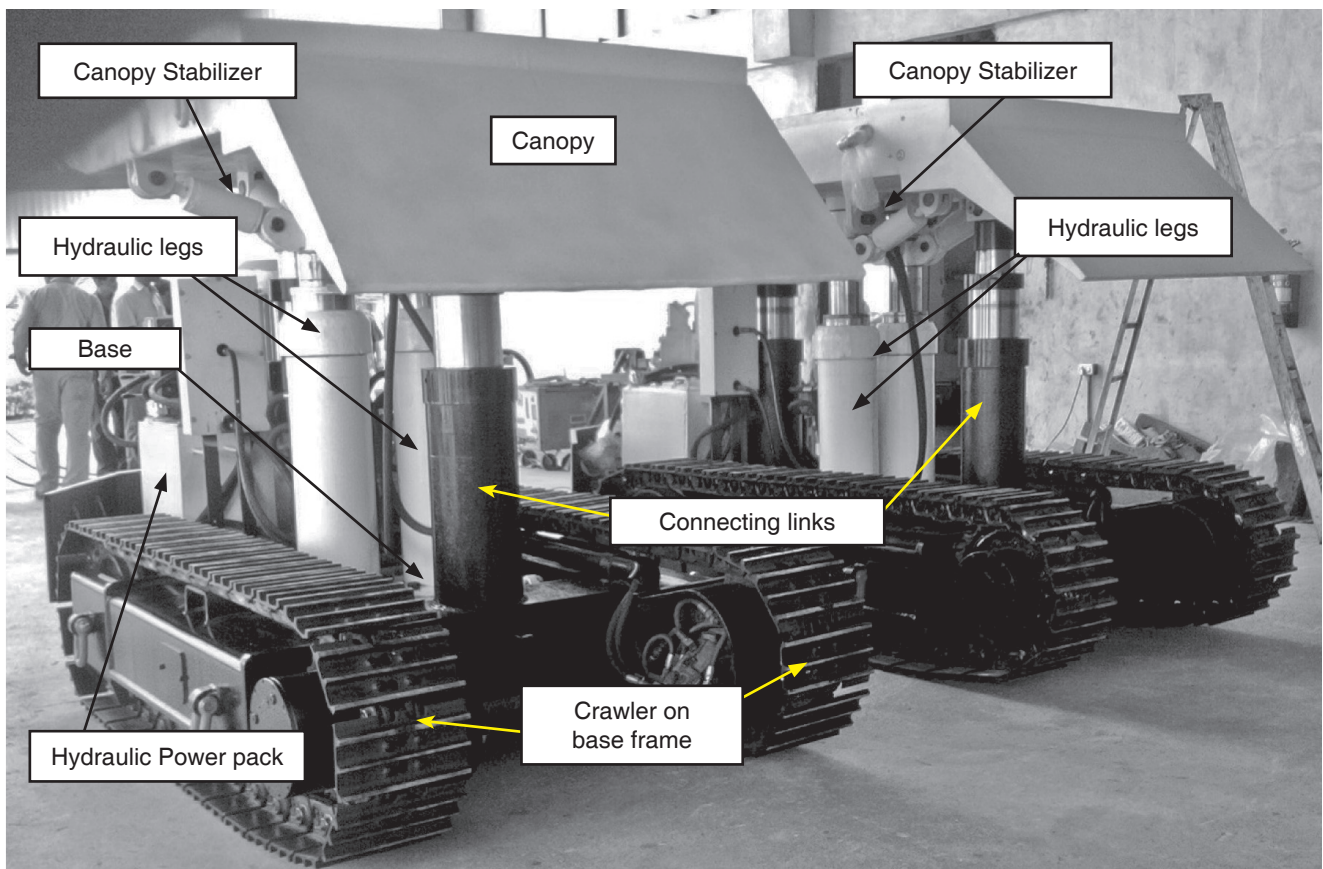 Canopy Stabilizer
Canopy Stabilizer
Canopy
Hydraulic legs
Hydraulic legs
Base
Connecting links
Crawler on
base frame
Hydraulic Power pack